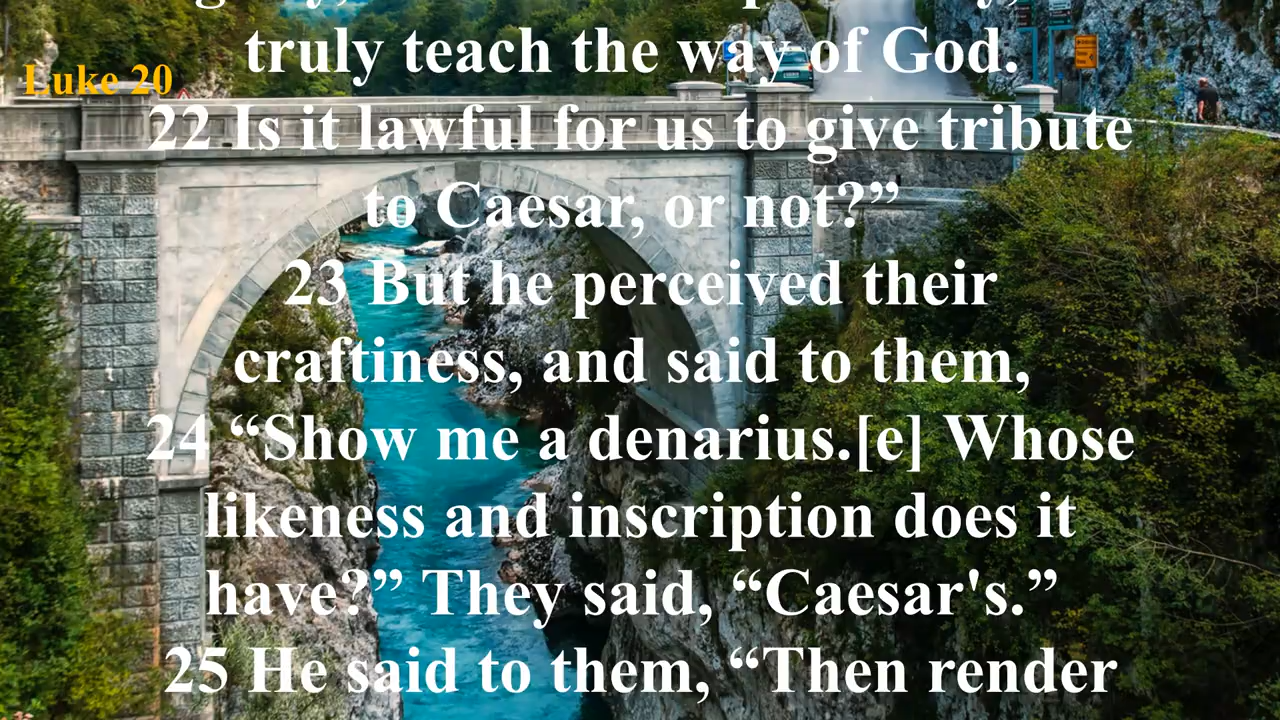 truly teach the way of God.
Luke 20
22 Is it lawful for us to give tribute
to Caesar, or not?”
23 But he perceived their
craftiness, and said to them,
24 “Show me a denarius.[e] Whose
likeness and inscription does it
have?” They said, “Caesar's.”
25 He said to them, “Then render